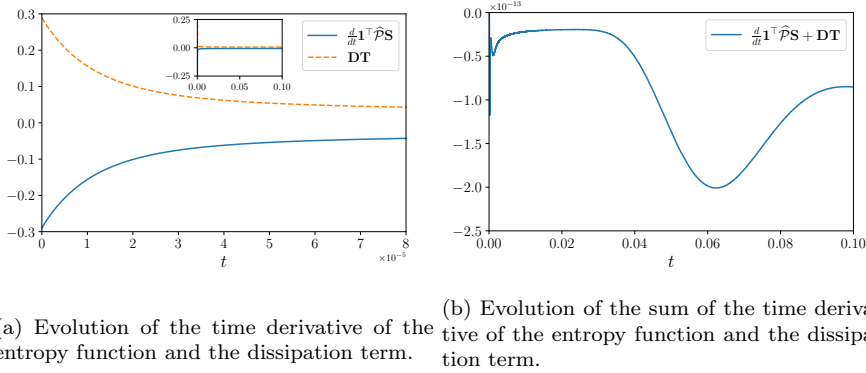 0.3
0.2
0.1
0.0
−0.1
−0.2
−0.3
0 1 2 3 4 5 6 7 8
×10⁻⁵
t
0.25
0.00
−0.25
0.00 0.05 0.10
d/dt 1⊤P̂S
DT
×10⁻¹³
0.0
−0.5
−1.0
−1.5
−2.0
−2.5
0.00 0.02 0.04 0.06 0.08 0.10
t
d/dt 1⊤P̂S + DT
a) Evolution of the time derivative of the
entropy function and the dissipation term.
(b) Evolution of the sum of the time deriva
tive of the entropy function and the dissipa
tion term.